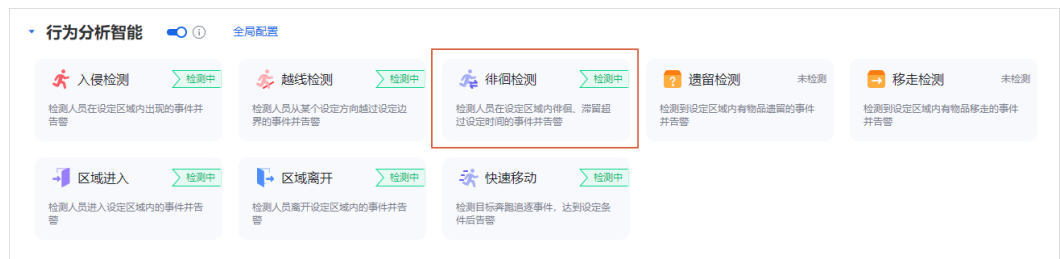 行为分析智能 全局配置
入侵检测 检测中
检测人员在设定区域内出现的事件并
告警
越线检测 检测中
检测人员从某个设定方向越过设定边
界的事件并告警
徘徊检测 检测中
检测人员在设定区域内徘徊、滞留超
过设定时间的事件并告警
遗留检测 未检测
检测到设定区域内有物品遗留的事件
并告警
移走检测 未检测
检测到设定区域内有物品移走的事件
并告警
区域进入 检测中
检测人员进入设定区域内的事件并告
警
区域离开 检测中
检测人员离开设定区域内的事件并告
警
快速移动 检测中
检测目标奔跑追逐事件，达到设定条
件后告警